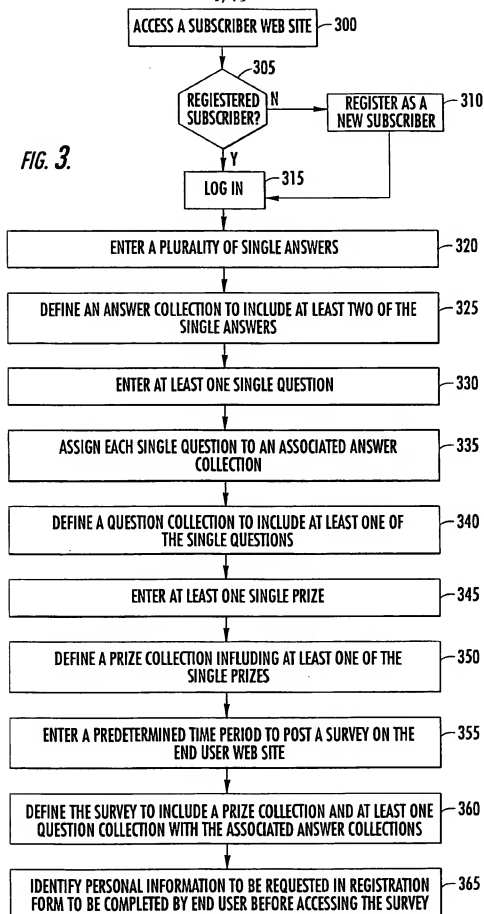 ACCESS A SUBSCRIBER WEB SITE
300
305
REGISTERED
SUBSCRIBER?
N
REGISTER AS A
NEW SUBSCRIBER
310
FIG. 3.
Y
LOG IN
315
ENTER A PLURALITY OF SINGLE ANSWERS
320
DEFINE AN ANSWER COLLECTION TO INCLUDE AT LEAST TWO OF THE
SINGLE ANSWERS
325
ENTER AT LEAST ONE SINGLE QUESTION
330
ASSIGN EACH SINGLE QUESTION TO AN ASSOCIATED ANSWER
COLLECTION
335
DEFINE A QUESTION COLLECTION TO INCLUDE AT LEAST ONE OF
THE SINGLE QUESTIONS
340
ENTER AT LEAST ONE SINGLE PRIZE
345
DEFINE A PRIZE COLLECTION INFLUDING AT LEAST ONE OF THE
SINGLE PRIZES
350
ENTER A PREDETERMINED TIME PERIOD TO POST A SURVEY ON THE
END USER WEB SITE
355
DEFINE THE SURVEY TO INCLUDE A PRIZE COLLECTION AND AT LEAST ONE
QUESTION COLLECTION WITH THE ASSOCIATED ANSWER COLLECTIONS
360
IDENTIFY PERSONAL INFORMATION TO BE REQUESTED IN REGISTRATION
FORM TO BE COMPLETED BY END USER BEFORE ACCESSING THE SURVEY
365